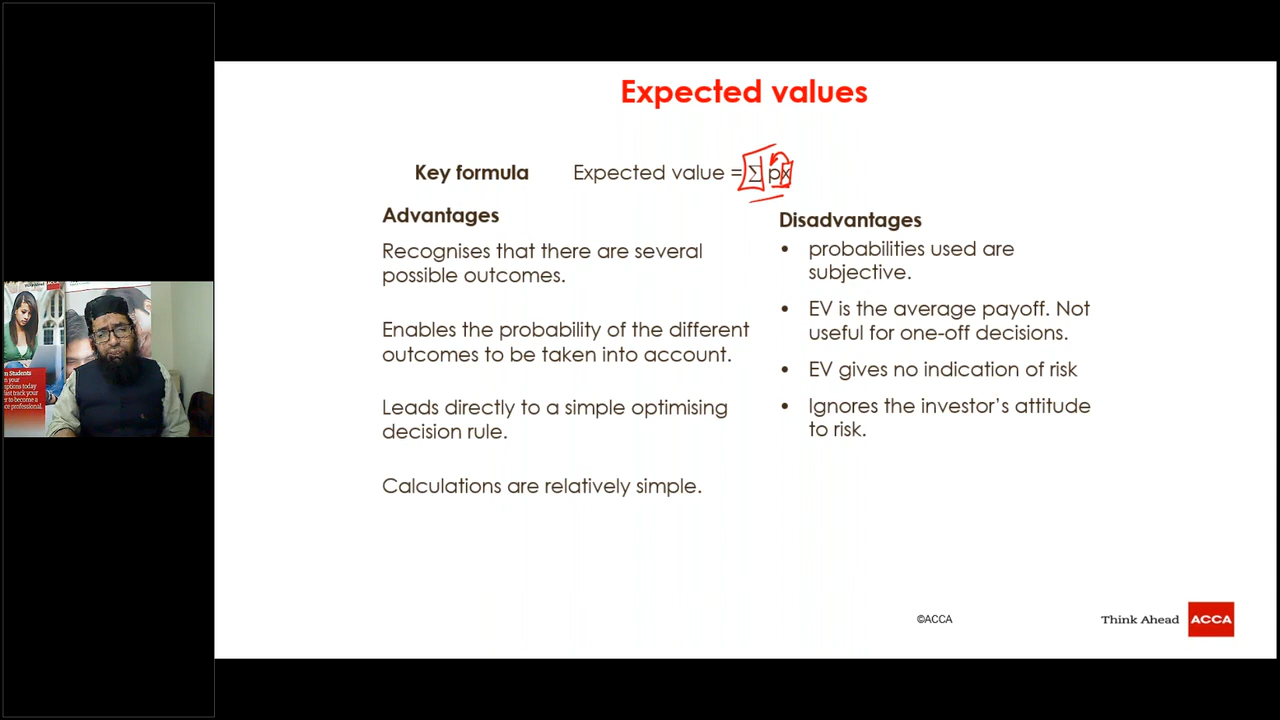 Expected values
Key formula
Expected value = ∑ px
Advantages
Recognises that there are several
possible outcomes.
Enables the probability of the different
outcomes to be taken into account.
Leads directly to a simple optimising
decision rule.
Calculations are relatively simple.
Disadvantages
• probabilities used are
subjective.
• EV is the average payoff. Not
useful for one-off decisions.
• EV gives no indication of risk
• Ignores the investor’s attitude
to risk.
©ACCA
Think Ahead
ACCA